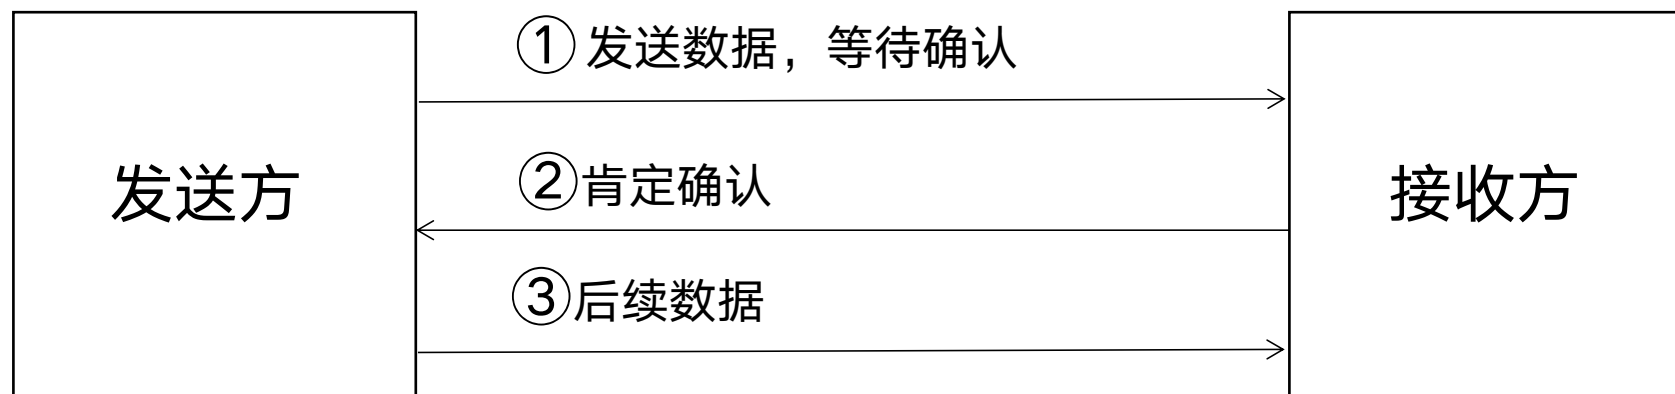 ① 发送数据，等待确认
发送方
②肯定确认
接收方
③后续数据